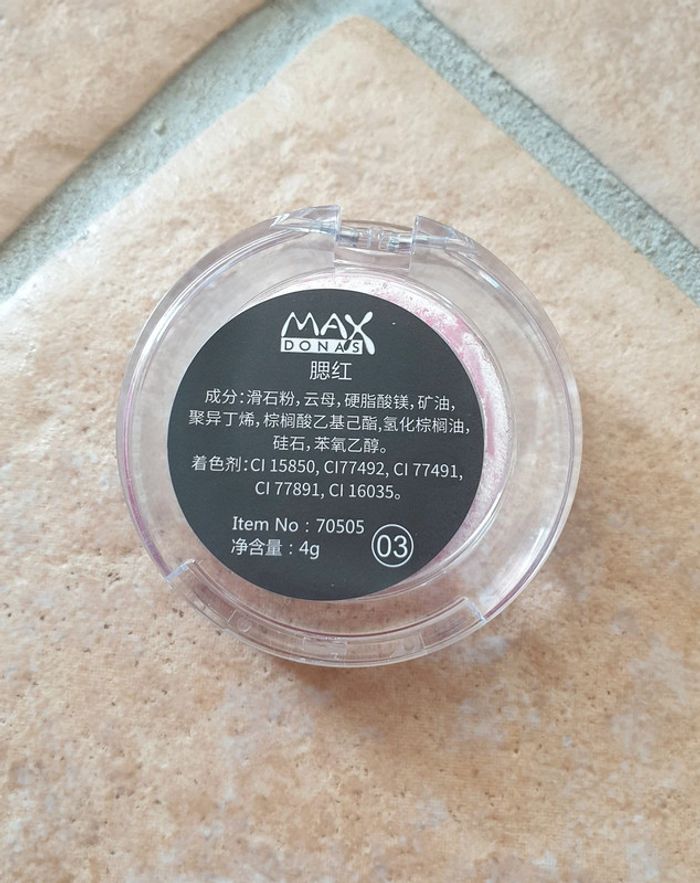 MAX
DONAS
腮红
成分:滑石粉,云母,硬脂酸镁,矿油,
聚异丁烯,棕榈酸乙基己酯,氢化棕榈油,
硅石,苯氧乙醇。
着色剂:CI 15850, CI77492, CI 77491,
CI 77891, CI 16035。
Item No : 70505
净含量 : 4g
03